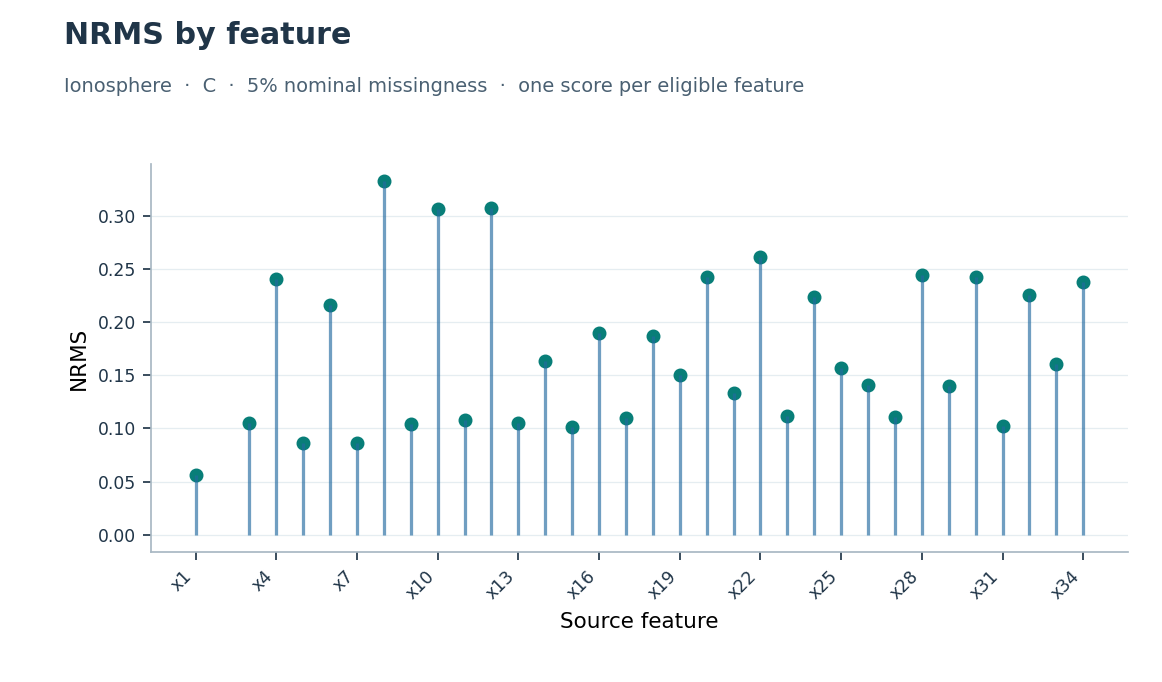 NRMS by feature
Ionosphere · C · 5% nominal missingness · one score per eligible feature
NRMS
0.30
0.25
0.20
0.15
0.10
0.05
0.00
x1 x4 x7 x10 x13 x16 x19 x22 x25 x28 x31 x34
Source feature